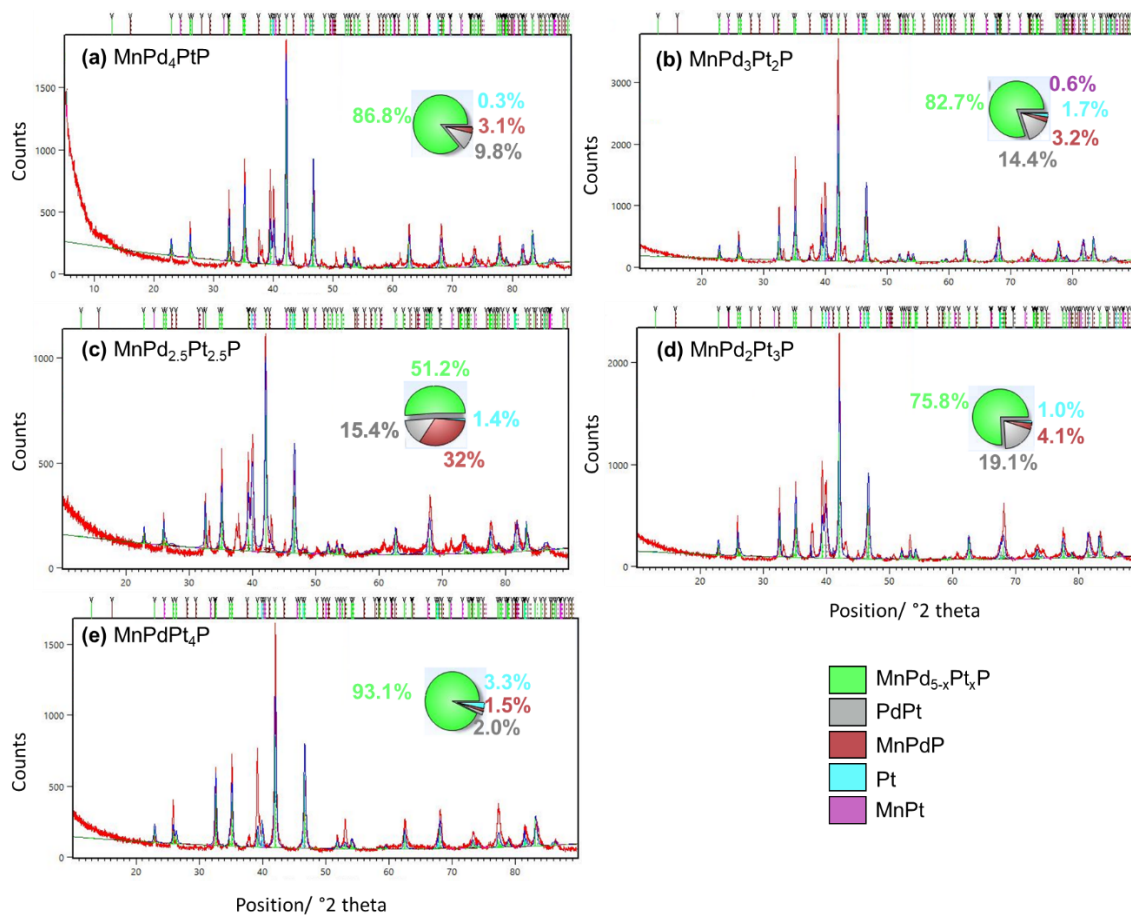 (a) MnPd₄PtP
Counts
1500
1000
500
0
10 20 30 40 50 60 70 80
86.8%
0.3%
3.1%
9.8%
(b) MnPd₃Pt₂P
Counts
3000
2000
1000
0
20 30 40 50 60 70 80
82.7%
0.6%
1.7%
3.2%
14.4%
(c) MnPd₂.₅Pt₂.₅P
Counts
1000
500
0
20 30 40 50 60 70 80
51.2%
1.4%
15.4%
32%
(d) MnPd₂Pt₃P
Counts
2000
1000
0
20 30 40 50 60 70 80
75.8%
1.0%
4.1%
19.1%
Position/ °2 theta
(e) MnPdPt₄P
Counts
1500
1000
500
0
20 30 40 50 60 70 80
93.1%
3.3%
1.5%
2.0%
Position/ °2 theta
MnPd₅₋ₓPtₓP
PdPt
MnPdP
Pt
MnPt